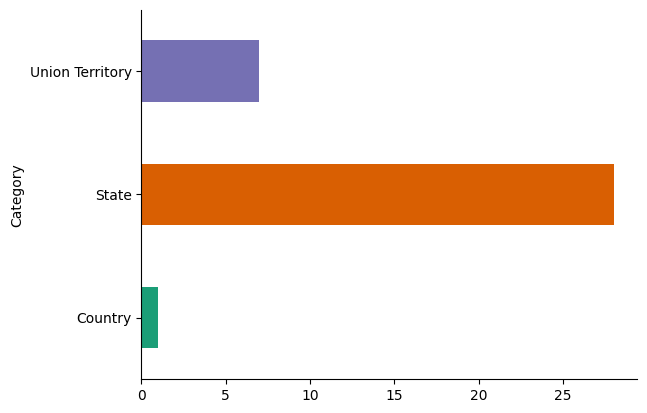 Union Territory
State
Country
Category
0 5 10 15 20 25